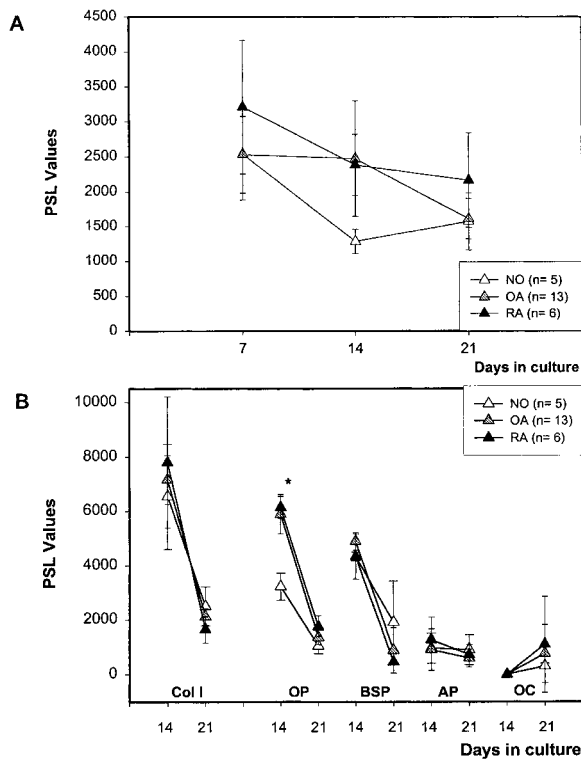 A
4500
4000
3500
3000
2500
2000
1500
1000
500
0
PSL Values
NO (n= 5)
OA (n= 13)
RA (n= 6)
7 14 21
Days in culture
B
10000
8000
6000
4000
2000
0
PSL Values
NO (n= 5)
OA (n= 13)
RA (n= 6)
*
Col I OP BSP AP OC
14 21 14 21 14 21 14 21 14 21
Days in culture